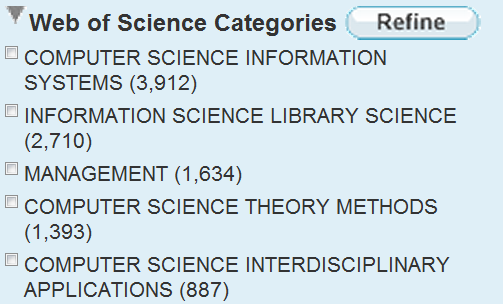 Web of Science Categories Refine
COMPUTER SCIENCE INFORMATION
SYSTEMS (3,912)
INFORMATION SCIENCE LIBRARY SCIENCE
(2,710)
MANAGEMENT (1,634)
COMPUTER SCIENCE THEORY METHODS
(1,393)
COMPUTER SCIENCE INTERDISCIPLINARY
APPLICATIONS (887)